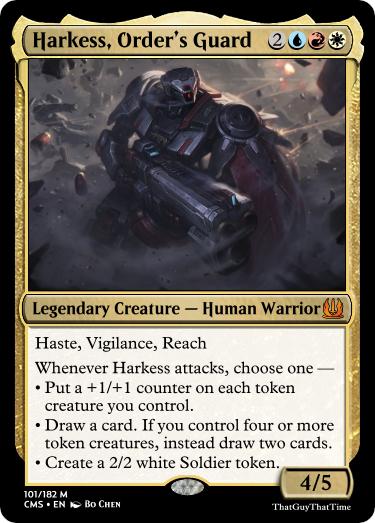 Harkess, Order's Guard 2
Legendary Creature — Human Warrior
Haste, Vigilance, Reach
Whenever Harkess attacks, choose one —
• Put a +1/+1 counter on each token
creature you control.
• Draw a card. If you control four or more
token creatures, instead draw two cards.
• Create a 2/2 white Soldier token.
4/5
101/182 M
CMS • EN Bo Chen
ThatGuyThatTime